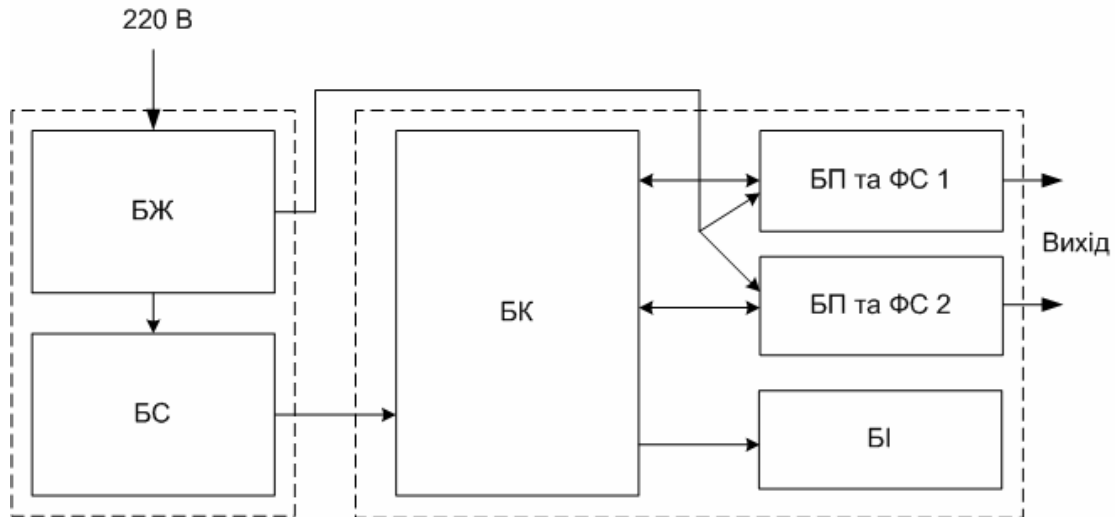 220 В
БЖ
БС
БК
БП та ФС 1
БП та ФС 2
БІ
Вихід